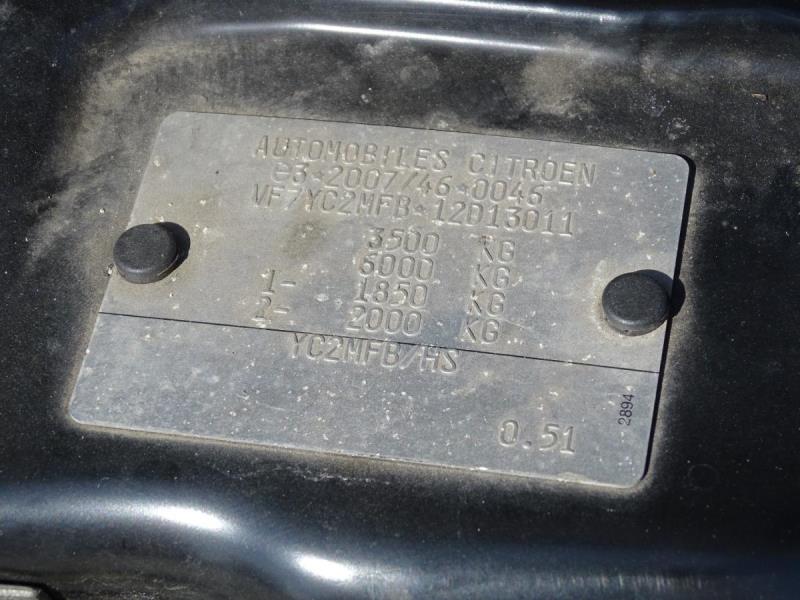 AUTOMOBILES CITROEN
e3*2007/46*0046
VF7YC2MFB*12D13011
3500 KG
6000 KG
1- 1850 KG
2- 2000 KG
YC2MFB/HS
2894
0.51